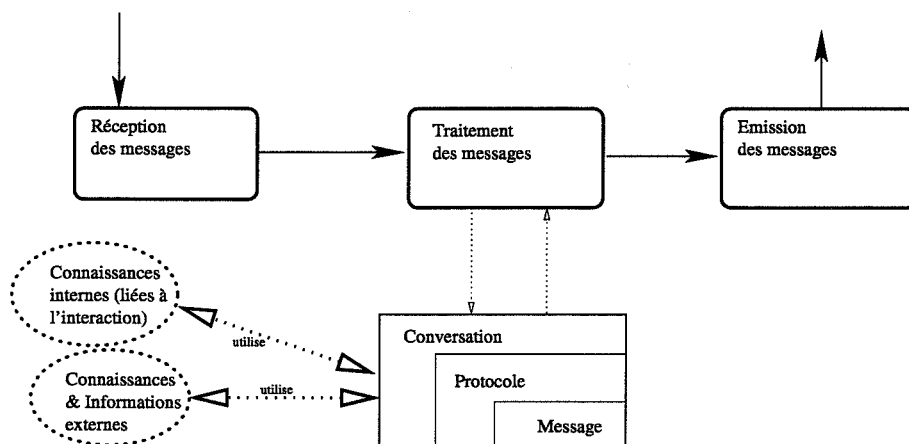 Réception
des messages
Traitement
des messages
Emission
des messages
Connaissances
internes (liées à
l'interaction)
utilise
Connaissances
& Informations
externes
utilise
Conversation
Protocole
Message